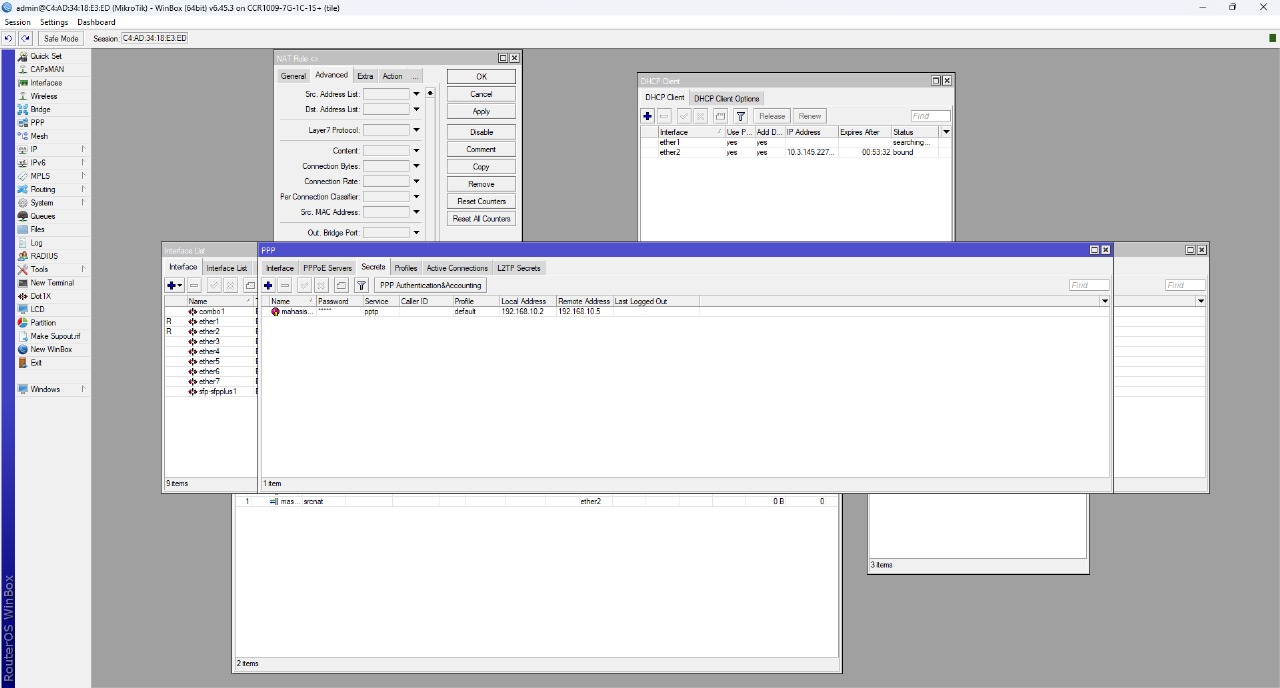 admin@C4:AD:34:18:E3:ED (MikroTik) - WinBox (64bit) v6.45.3 on CCR1009-7G-1C-1S+ (tile)
Session Settings Dashboard
Safe Mode Session: C4:AD:34:18:E3:ED
Quick Set
CAPsMAN
Interfaces
Wireless
Bridge
PPP
Mesh
IP
IPv6
MPLS
Routing
System
Queues
Files
Log
RADIUS
Tools
New Terminal
Dot1X
LCD
Partition
Make Supout.rif
New WinBox
Exit
Windows
RouterOS WinBox
NAT Rule <>
General Advanced Extra Action ...
Src. Address List:
Dst. Address List:
Layer7 Protocol:
Content:
Connection Bytes:
Connection Rate:
Per Connection Classifier:
Src. MAC Address:
Out. Bridge Port:
OK
Cancel
Apply
Disable
Comment
Copy
Remove
Reset Counters
Reset All Counters
DHCP Client
DHCP Client DHCP Client Options
Release Renew Find
Interface Use P... Add D... IP Address Expires After Status
ether1 yes yes searching...
ether2 yes yes 10.3.145.227... 00:53:32 bound
Interface List
Interface Interface List
Find
Name
combo1
R ether1
R ether2
ether3
ether4
ether5
ether6
ether7
sfp-sfpplus1
9 items
PPP
Interface PPPoE Servers Secrets Profiles Active Connections L2TP Secrets
PPP Authentication&Accounting Find
Name Password Service Caller ID Profile Local Address Remote Address Last Logged Out
mahasis... ***** pptp default 192.168.10.2 192.168.10.5
1 item
1 mas... srcnat ether2 0 B 0
2 items
3 items